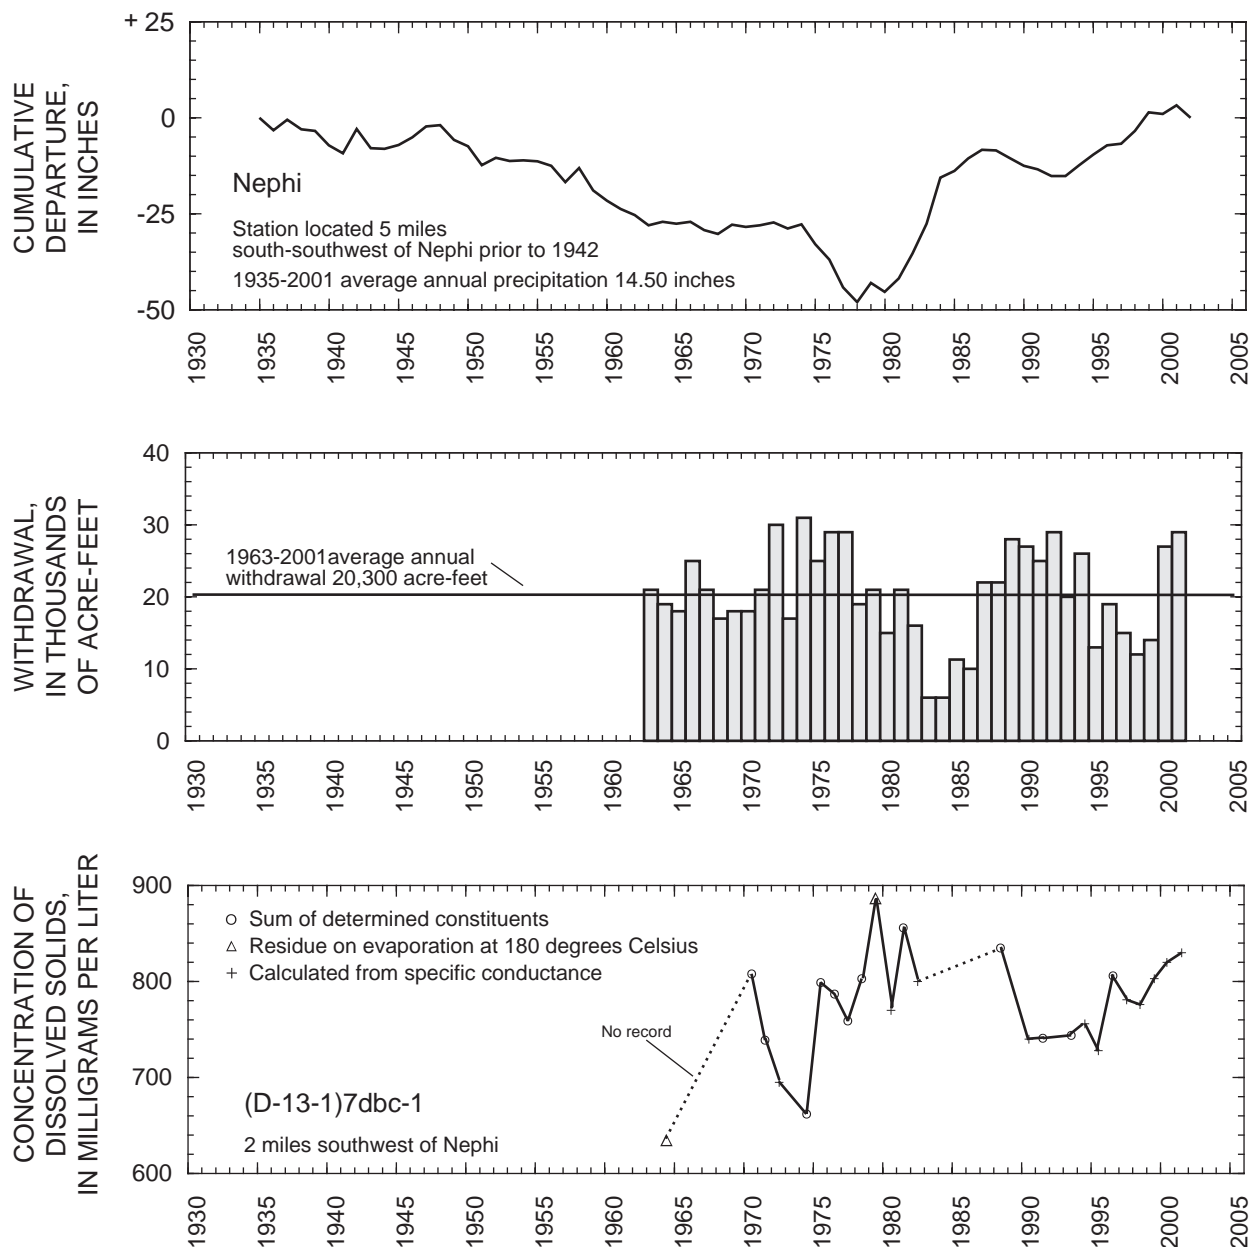 CUMULATIVE
DEPARTURE,
IN INCHES
+ 25
0
-25
-50
Nephi
Station located 5 miles
south-southwest of Nephi prior to 1942
1935-2001 average annual precipitation 14.50 inches
1930
1935
1940
1945
1950
1955
1960
1965
1970
1975
1980
1985
1990
1995
2000
2005
WITHDRAWAL,
IN THOUSANDS
OF ACRE-FEET
40
30
20
10
0
1963-2001average annual
withdrawal 20,300 acre-feet
1930
1935
1940
1945
1950
1955
1960
1965
1970
1975
1980
1985
1990
1995
2000
2005
CONCENTRATION OF
DISSOLVED SOLIDS,
IN MILLIGRAMS PER LITER
900
800
700
600
Sum of determined constituents
Residue on evaporation at 180 degrees Celsius
Calculated from specific conductance
No record
(D-13-1)7dbc-1
2 miles southwest of Nephi
1930
1935
1940
1945
1950
1955
1960
1965
1970
1975
1980
1985
1990
1995
2000
2005